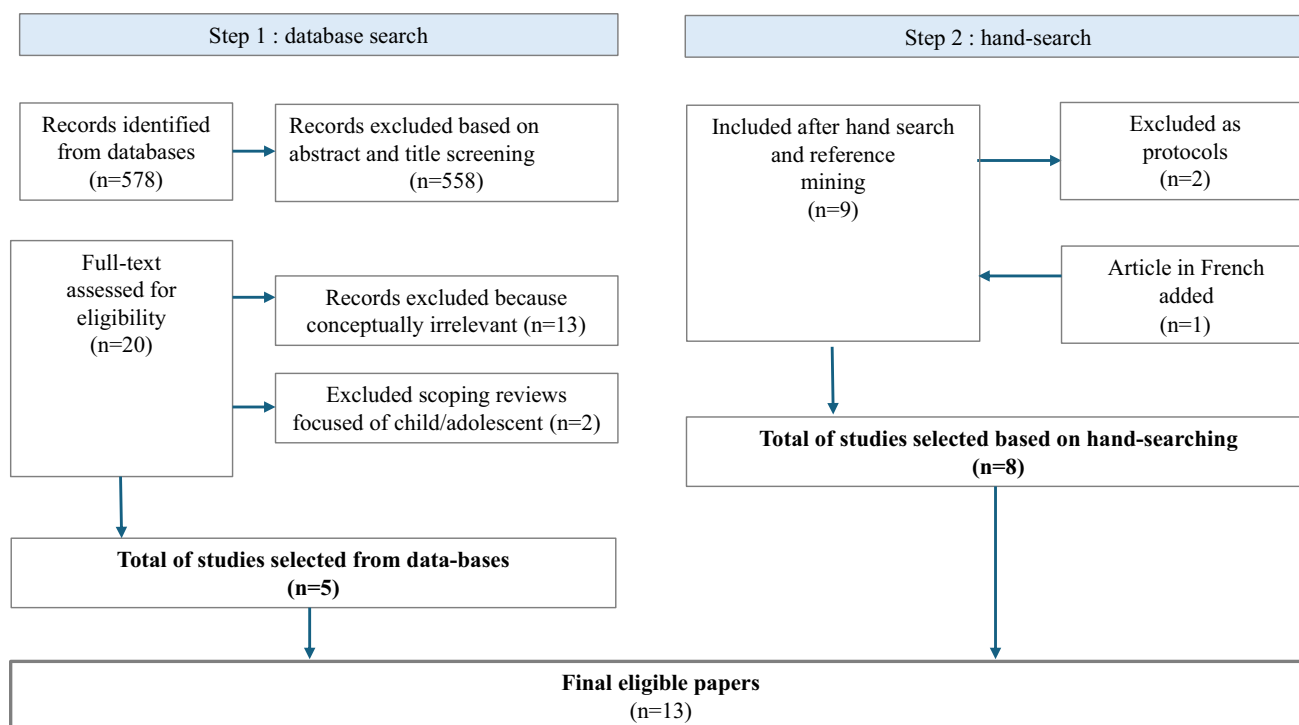 Step 1 : database search
Records identified
from databases
(n=578)
Records excluded based on
abstract and title screening
(n=558)
Full-text
assessed for
eligibility
(n=20)
Records excluded because
conceptually irrelevant (n=13)
Excluded scoping reviews
focused of child/adolescent (n=2)
Total of studies selected from data-bases
(n=5)
Step 2 : hand-search
Included after hand search
and reference
mining
(n=9)
Excluded as
protocols
(n=2)
Article in French
added
(n=1)
Total of studies selected based on hand-searching
(n=8)
Final eligible papers
(n=13)